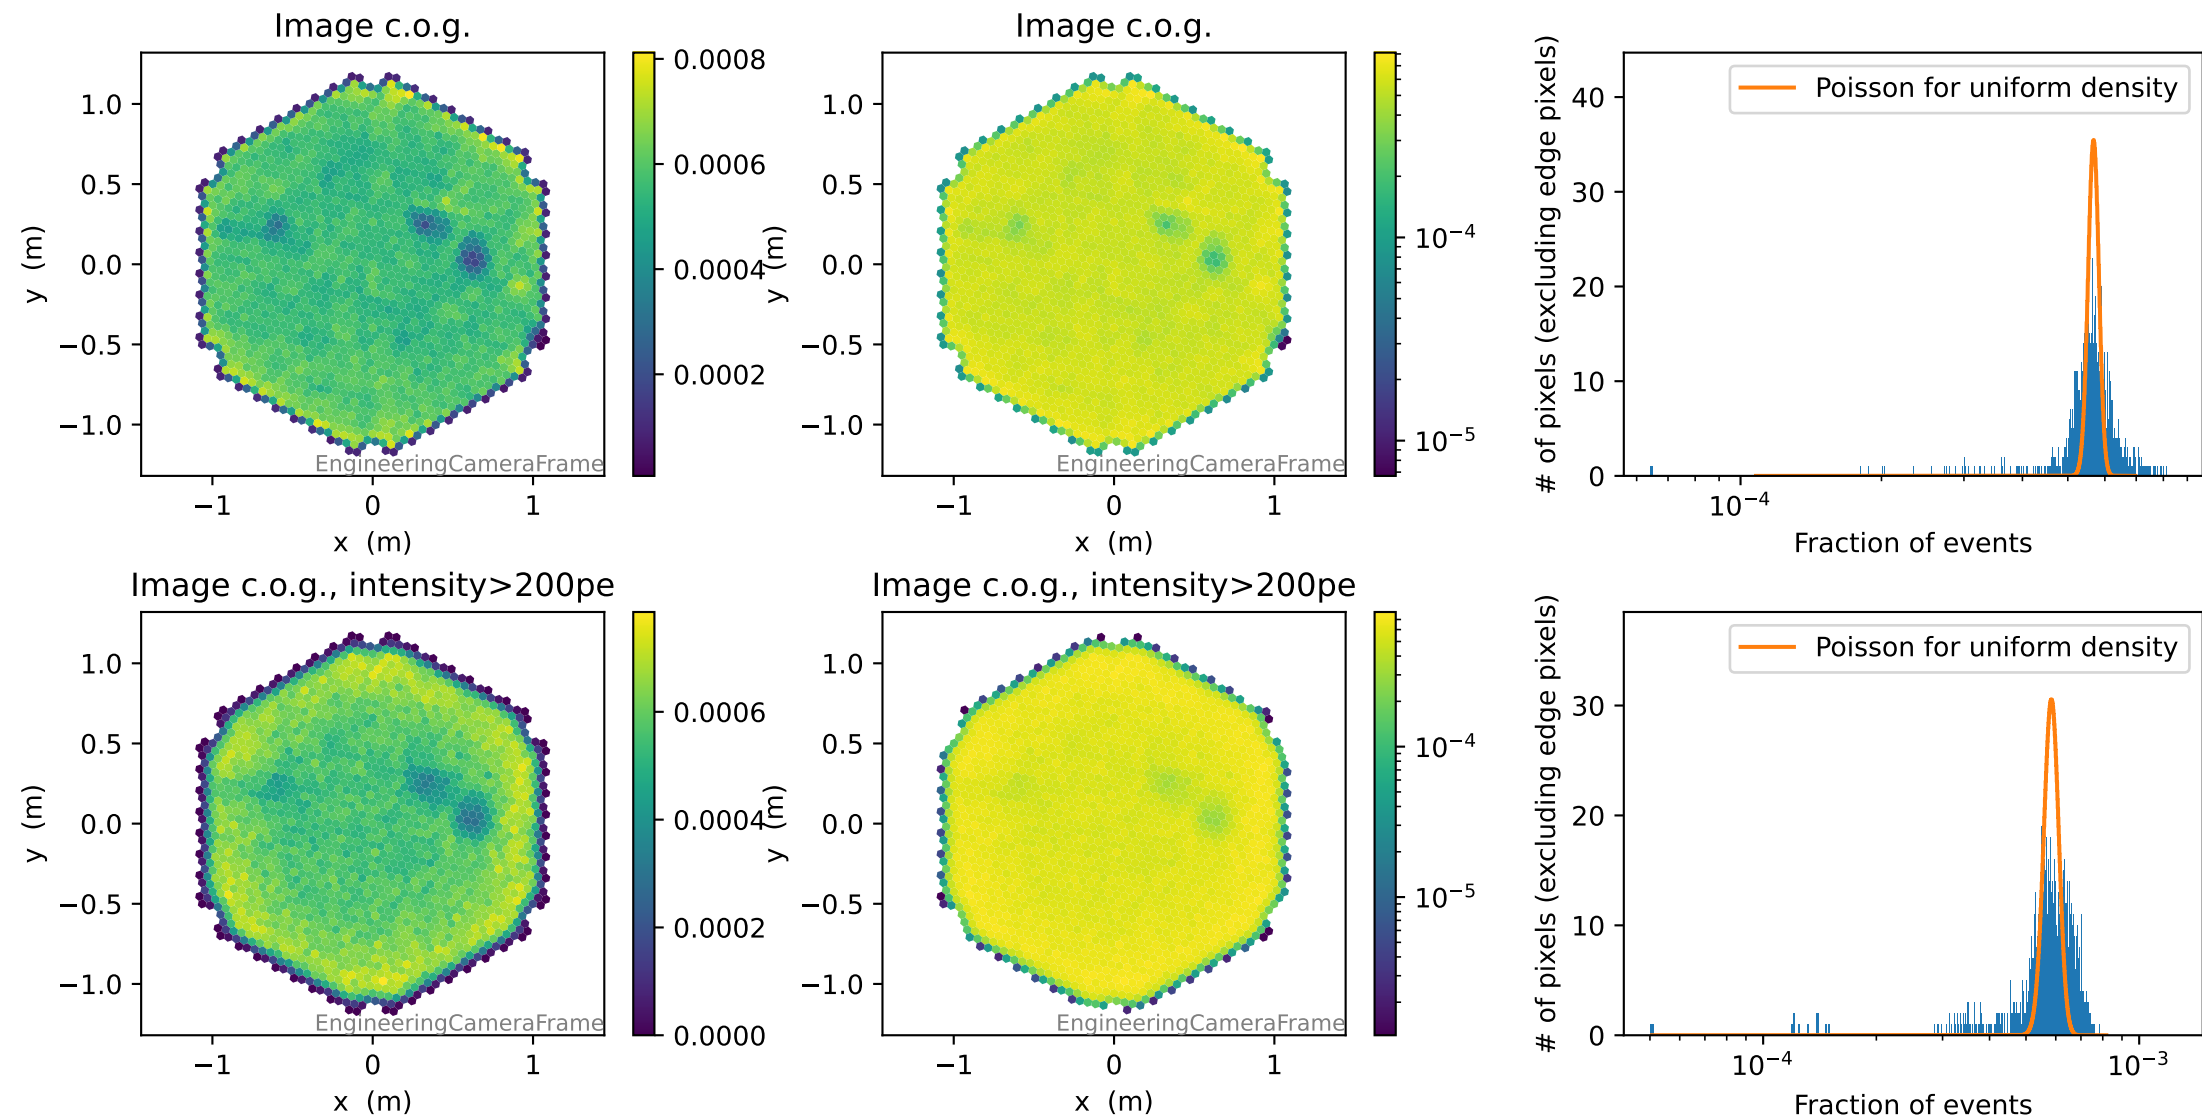 Image c.o.g.
1.0
0.5
0.0
−0.5
−1.0
y (m)
−1
0
1
x (m)
EngineeringCameraFrame
0.0008
0.0006
0.0004
0.0002
Image c.o.g.
1.0
0.5
0.0
−0.5
−1.0
y (m)
−1
0
1
x (m)
EngineeringCameraFrame
10⁻⁴
10⁻⁵
# of pixels (excluding edge pixels)
40
30
20
10
0
Poisson for uniform density
10⁻⁴
Fraction of events
Image c.o.g., intensity>200pe
1.0
0.5
0.0
−0.5
−1.0
y (m)
−1
0
1
x (m)
EngineeringCameraFrame
0.0006
0.0004
0.0002
0.0000
Image c.o.g., intensity>200pe
1.0
0.5
0.0
−0.5
−1.0
y (m)
−1
0
1
x (m)
EngineeringCameraFrame
10⁻⁴
10⁻⁵
# of pixels (excluding edge pixels)
30
20
10
0
Poisson for uniform density
10⁻⁴
10⁻³
Fraction of events